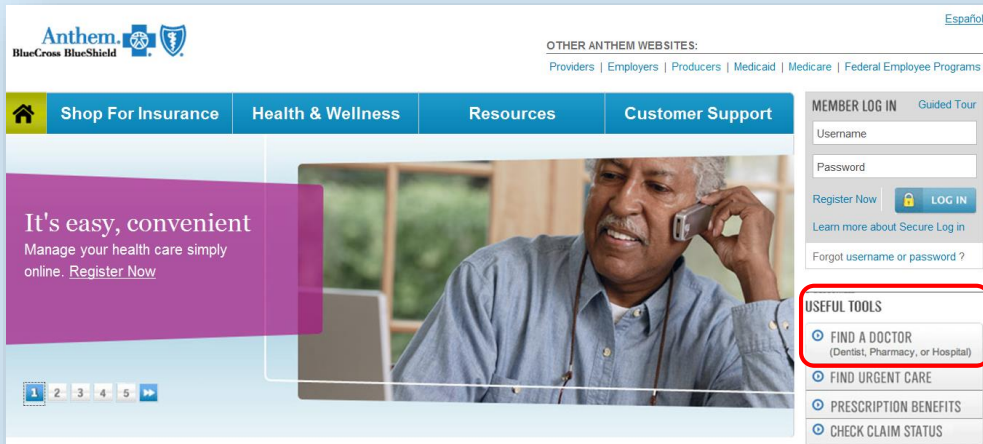 Español
Anthem.
BlueCross BlueShield
OTHER ANTHEM WEBSITES:
Providers | Employers | Producers | Medicaid | Medicare | Federal Employee Programs
Shop For Insurance
Health & Wellness
Resources
Customer Support
MEMBER LOG IN
Guided Tour
Username
Password
Register Now
LOG IN
Learn more about Secure Log in
Forgot username or password ?
It's easy, convenient
Manage your health care simply
online. Register Now
1 2 3 4 5
USEFUL TOOLS
FIND A DOCTOR
(Dentist, Pharmacy, or Hospital)
FIND URGENT CARE
PRESCRIPTION BENEFITS
CHECK CLAIM STATUS